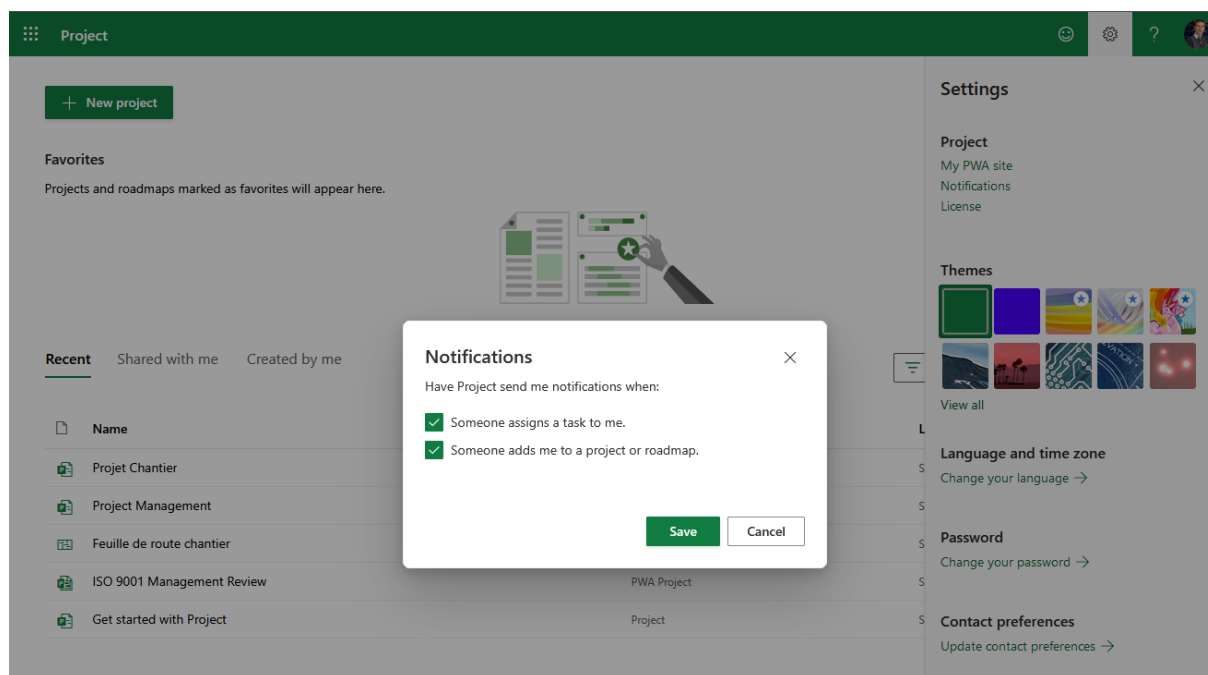 Project
?
New project
Favorites
Projects and roadmaps marked as favorites will appear here.
Recent
Shared with me
Created by me
Name
L
Projet Chantier
S
Project Management
S
Feuille de route chantier
S
ISO 9001 Management Review
PWA Project
S
Get started with Project
Project
S
Notifications
Have Project send me notifications when:
Someone assigns a task to me.
Someone adds me to a project or roadmap.
Save
Cancel
Settings
Project
My PWA site
Notifications
License
Themes
View all
Language and time zone
Change your language →
Password
Change your password →
Contact preferences
Update contact preferences →